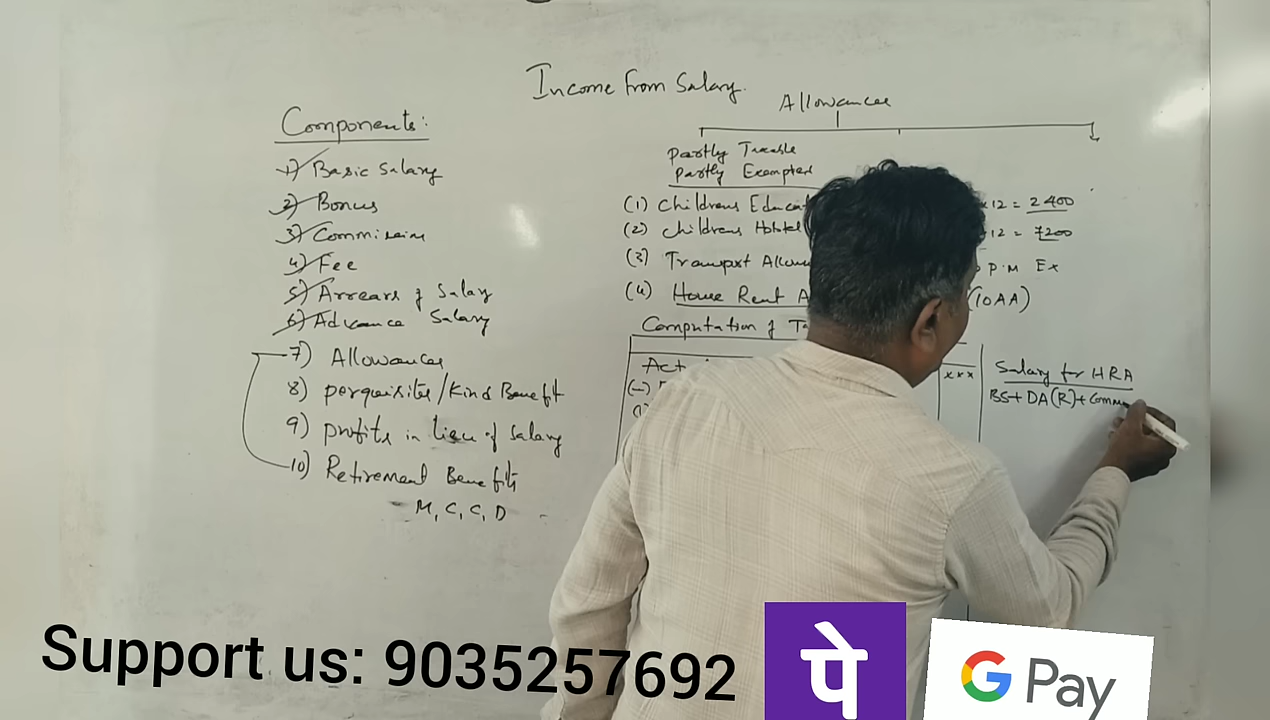 Income From Salary.
Components:
1) Basic Salary
2) Bonus
3) Commission
4) Fee
5) Arrears of Salary
6) Advance Salary
7) Allowances
8) perquisites/Kind Benefit
9) profits in lieu of Salary
10) Retirement Benefits
M, C, C, D
Allowances
Partly Taxable
Partly Exempted
(1) Childrens Educat x12 = 2400
(2) Childrens Hostel 12 = 7200
(3) Transport Allow P.M Ex
(4) House Rent A (10AA)
Computation of Ta
Act xxx
(-)
(1)
Salary for HRA
BS+DA(R)+Comm
Support us: 9035257692
पे
G Pay